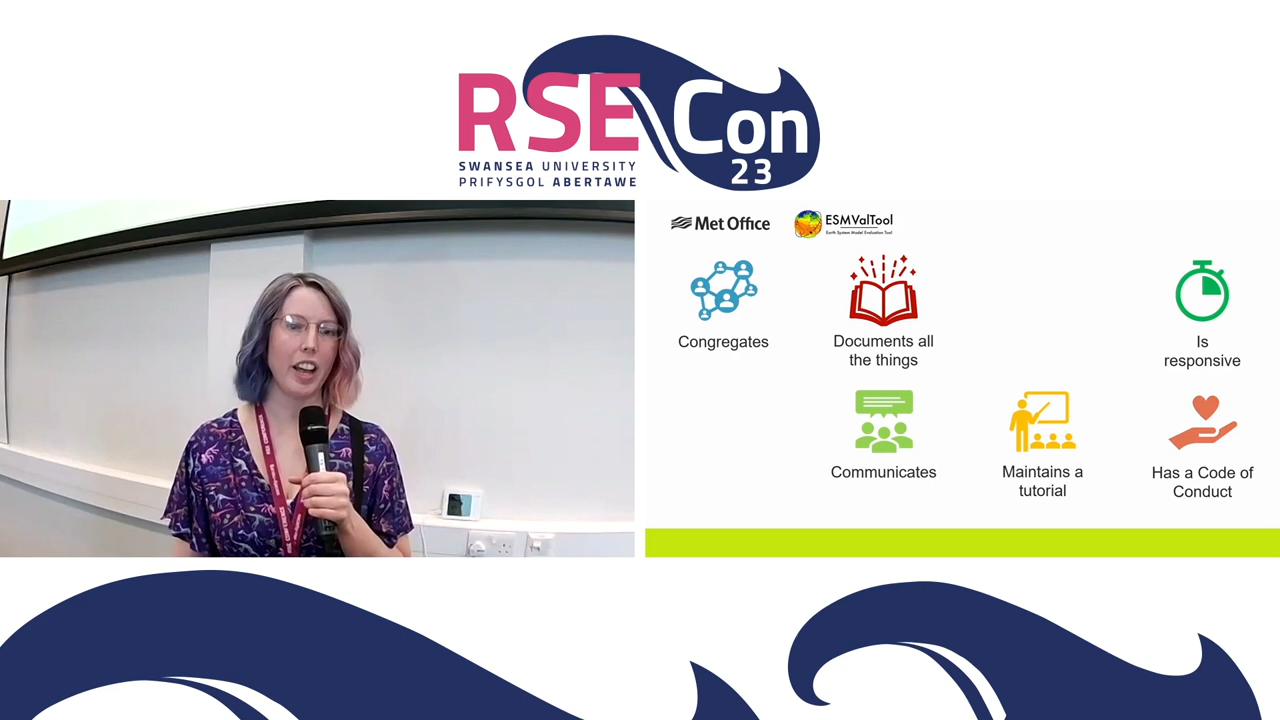 RSE Con
23
SWANSEA UNIVERSITY
PRIFYSGOL ABERTAWE
Met Office
ESMValTool
Earth System Model Evaluation Tool
Congregates
Documents all
the things
Is
responsive
Communicates
Maintains a
tutorial
Has a Code of
Conduct